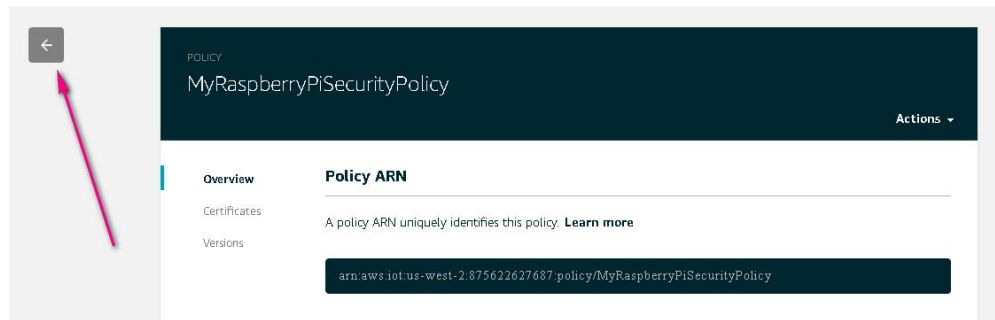 POLICY
MyRaspberryPiSecurityPolicy
Actions
Overview
Certificates
Versions
Policy ARN
A policy ARN uniquely identifies this policy. Learn more
arn:aws:iot:us-west-2:875622627687:policy/MyRaspberryPiSecurityPolicy